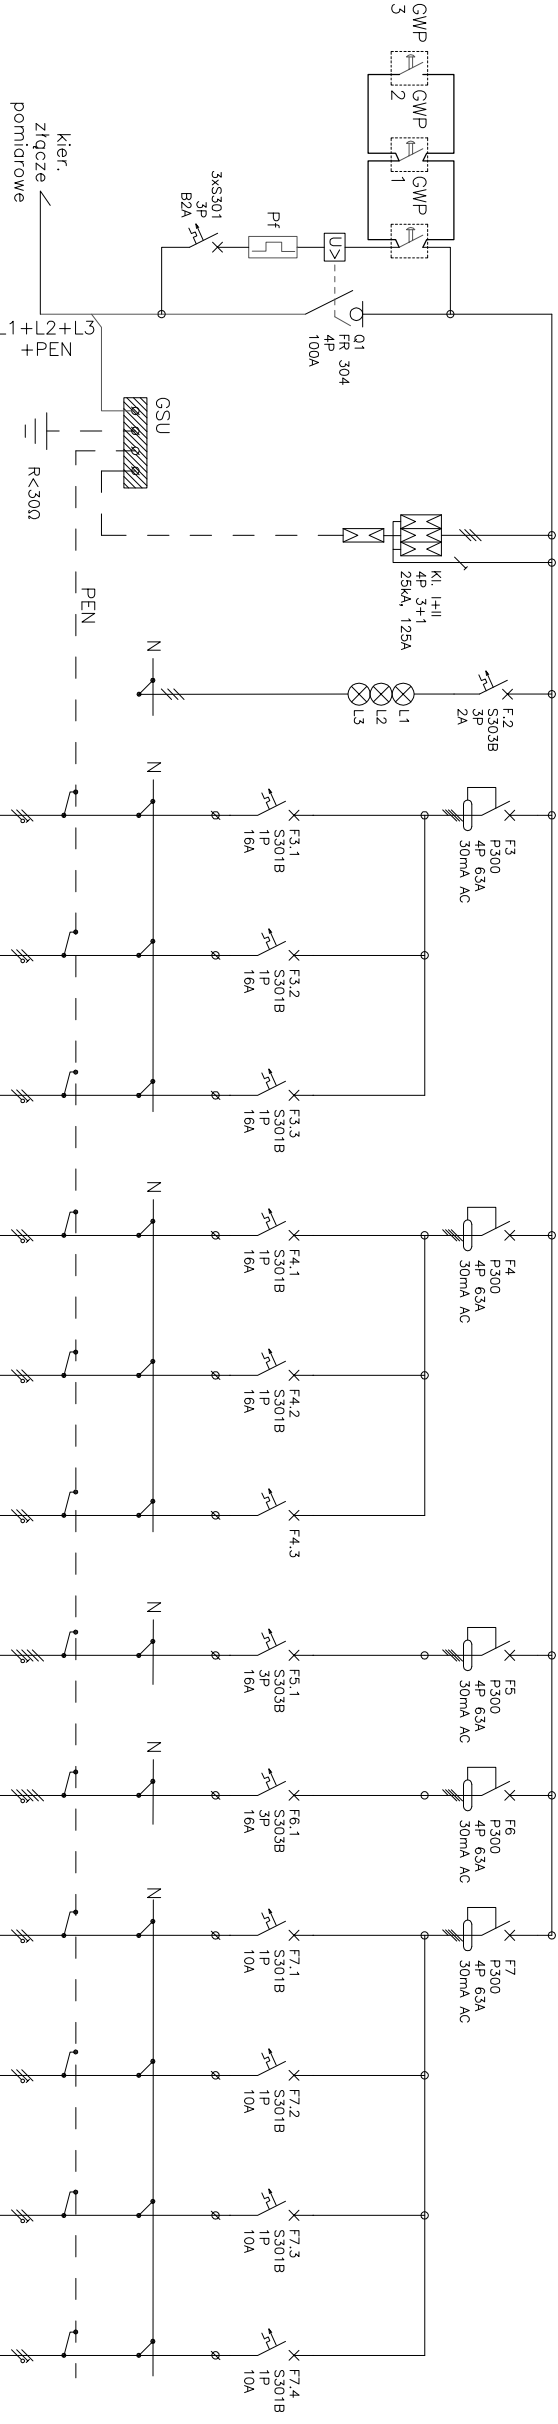 GWP
3
GWP
2
GWP
1
kier.
złącze
pomiarowe
3xS301
3P
B2A
Pf
U>
Q1
FR 304
4P
100A
L1+L2+L3
+PEN
GSU
R<30Ω
PEN
Kl. I+II
4P 3+1
25kA, 125A
F.2
S303B
3P
2A
L1
L2
L3
N
F3
P300
4P 63A
30mA AC
N
F3.1
S301B
1P
16A
F3.2
S301B
1P
16A
F3.3
S301B
1P
16A
F4
P300
4P 63A
30mA AC
N
F4.1
S301B
1P
16A
F4.2
S301B
1P
16A
F4.3
F5
P300
4P 63A
30mA AC
N
F5.1
S303B
3P
16A
F6
P300
4P 63A
30mA AC
N
F6.1
S303B
3P
16A
F7
P300
4P 63A
30mA AC
N
F7.1
S301B
1P
10A
F7.2
S301B
1P
10A
F7.3
S301B
1P
10A
F7.4
S301B
1P
10A